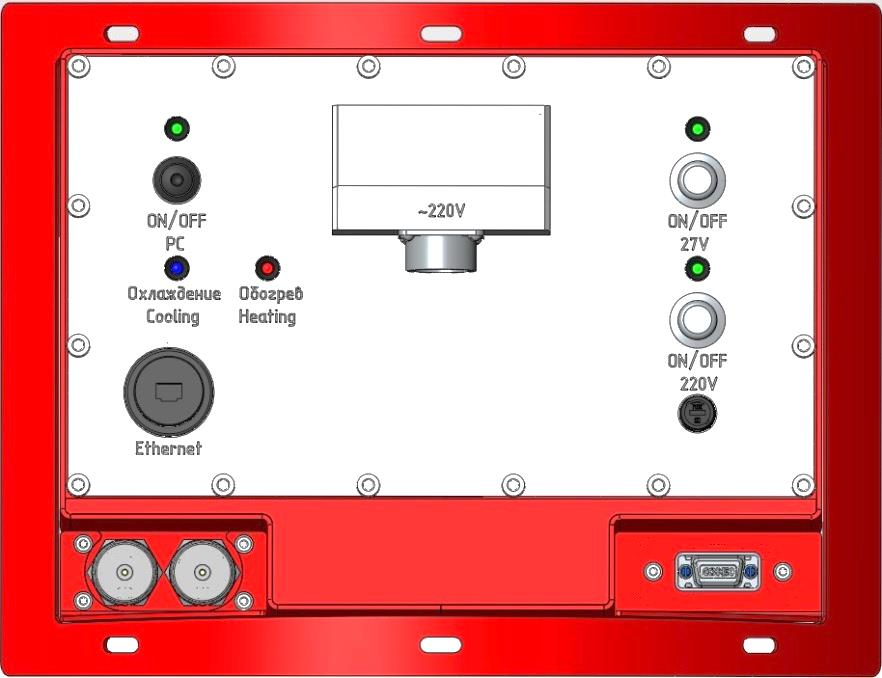 ~220V
ON/OFF
PC
Охлаждение
Cooling
Обогрев
Heating
Ethernet
ON/OFF
27V
ON/OFF
220V